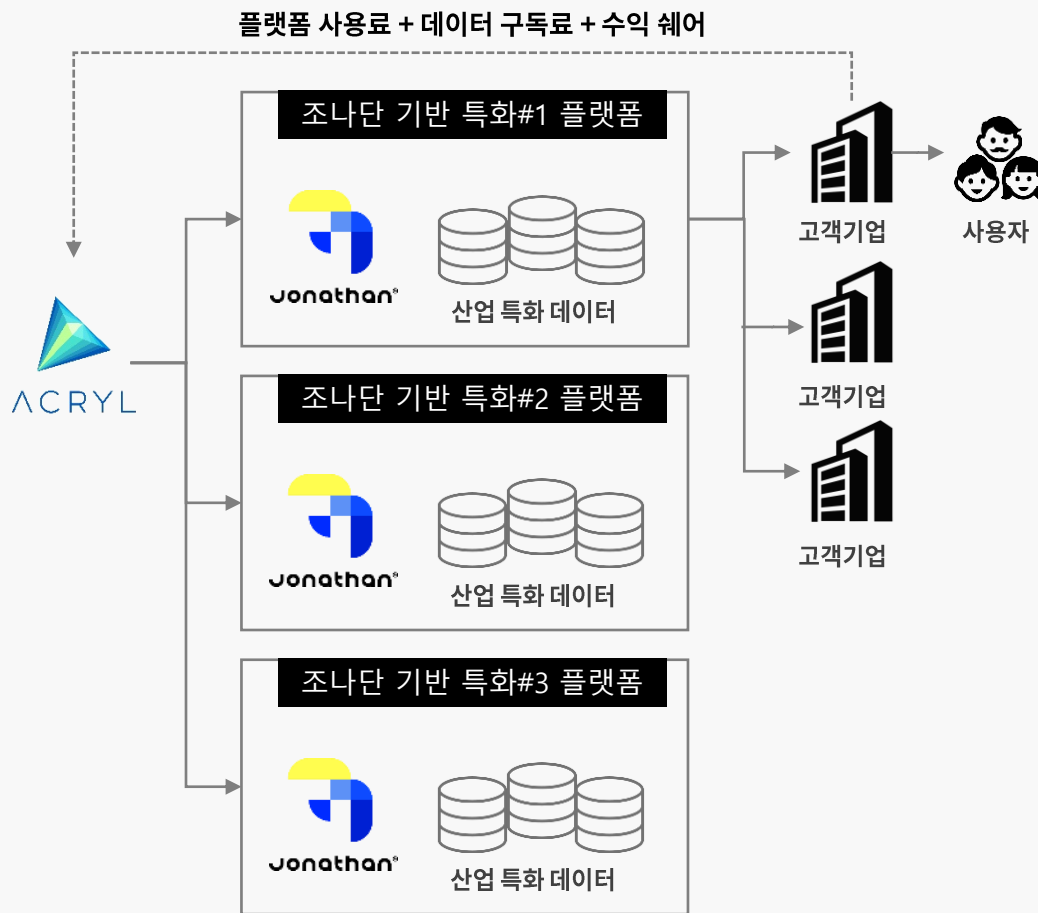 플랫폼 사용료 + 데이터 구독료 + 수익 쉐어
조나단 기반 특화#1 플랫폼
Jonathan®
산업 특화 데이터
고객기업
사용자
고객기업
고객기업
ACRYL
조나단 기반 특화#2 플랫폼
Jonathan®
산업 특화 데이터
조나단 기반 특화#3 플랫폼
Jonathan®
산업 특화 데이터